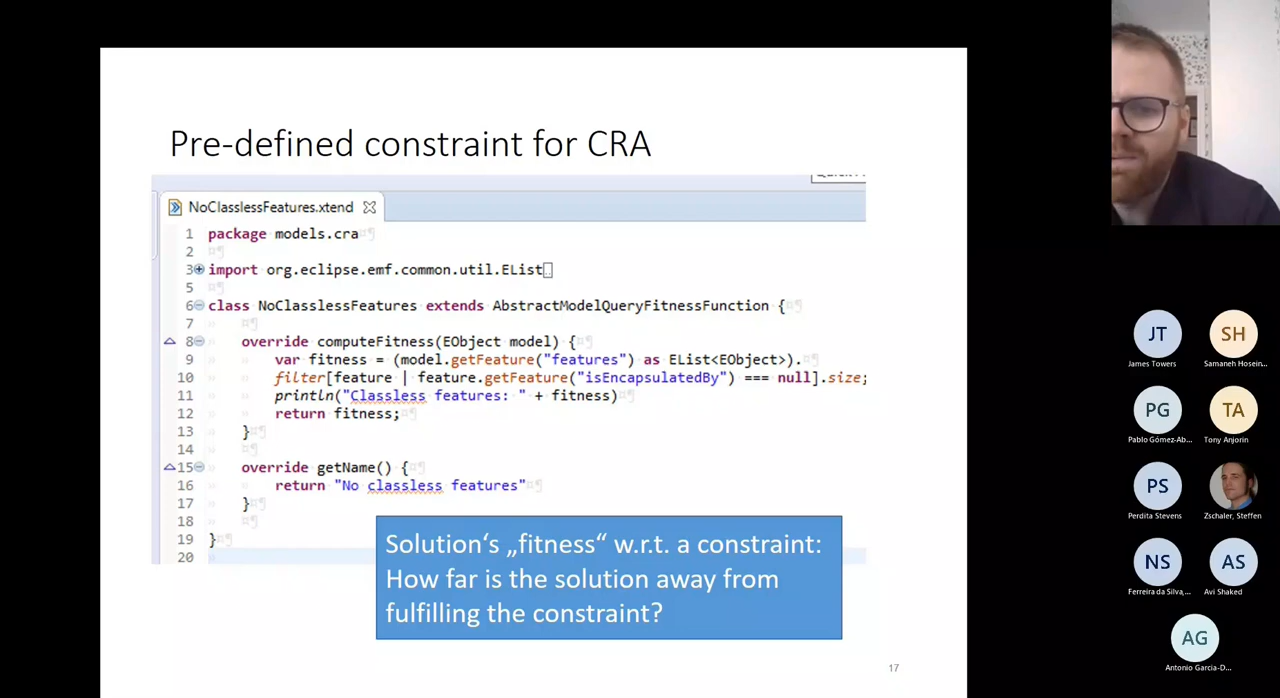 Pre-defined constraint for CRA
NoClasslessFeatures.xtend
1 package models.cra
2
3 import org.eclipse.emf.common.util.EList
5
6 class NoClasslessFeatures extends AbstractModelQueryFitnessFunction {
7
8 override computeFitness(EObject model) {
9 var fitness = (model.getFeature("features") as EList<EObject>).
10 filter[feature | feature.getFeature("isEncapsulatedBy") === null].size;
11 println("Classless features: " + fitness)
12 return fitness;
13 }
14
15 override getName() {
16 return "No classless features"
17 }
18
19 }
20
Solution‘s „fitness“ w.r.t. a constraint:
How far is the solution away from
fulfilling the constraint?
17
JT
SH
James Towers
Samaneh Hosein...
PG
TA
Pablo Gómez-Ab...
Tony Anjorin
PS
Perdita Stevens
Zschaler, Steffen
NS
AS
Ferreira da Silva,...
Avi Shaked
AG
Antonio Garcia-D...